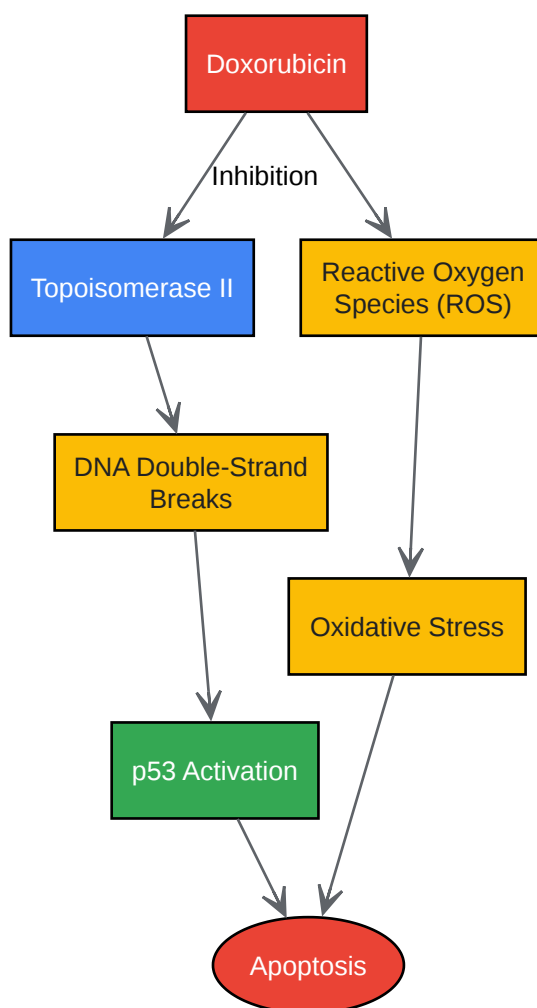 Doxorubicin
Inhibition
Topoisomerase II
Reactive Oxygen
Species (ROS)
DNA Double-Strand
Breaks
Oxidative Stress
p53 Activation
Apoptosis